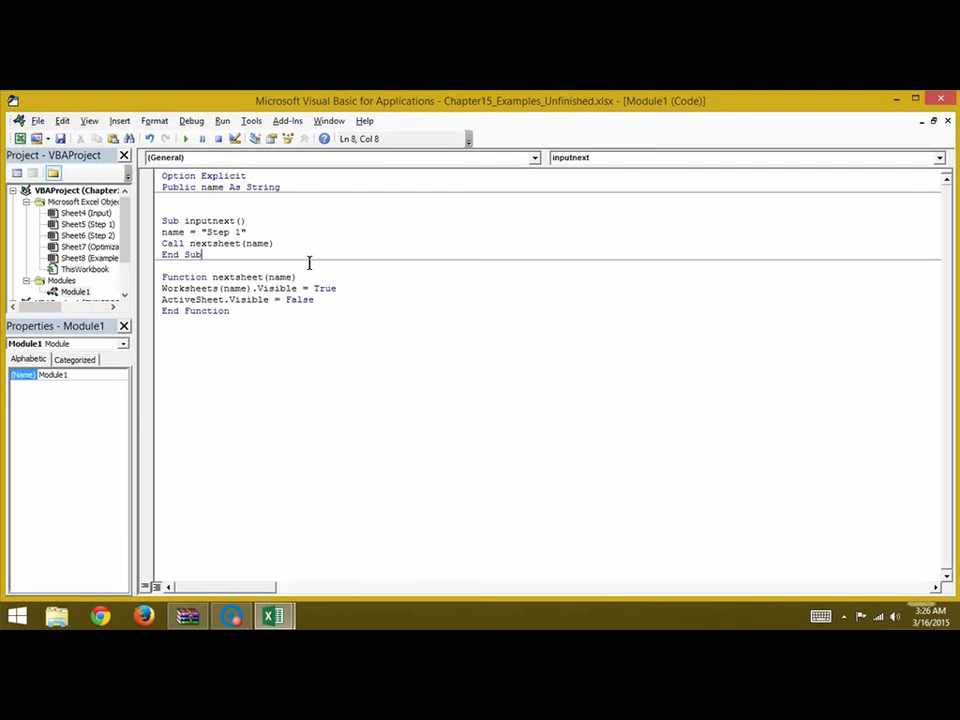 Microsoft Visual Basic for Applications - Chapter15_Examples_Unfinished.xlsx - [Module1 (Code)]
File Edit View Insert Format Debug Run Tools Add-Ins Window Help
Ln 8, Col 8
Project - VBAProject
(General)
inputnext
VBAProject (Chapter:
Microsoft Excel Objec
Sheet4 (Input)
Sheet5 (Step 1)
Sheet6 (Step 2)
Sheet7 (Optimiza
Sheet8 (Example
ThisWorkbook
Modules
Module1
Properties - Module1
Module1 Module
Alphabetic Categorized
(Name) Module1
Option Explicit
Public name As String
Sub inputnext()
name = "Step 1"
Call nextsheet(name)
End Sub
Function nextsheet(name)
Worksheets(name).Visible = True
ActiveSheet.Visible = False
End Function
3:26 AM
3/16/2015